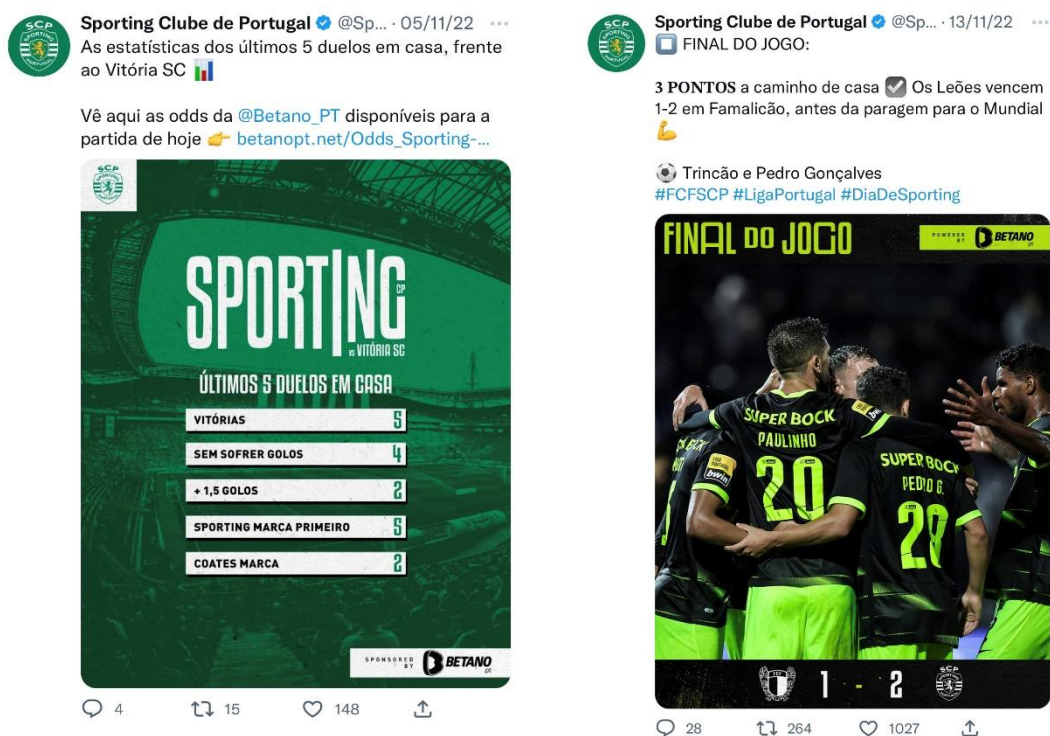 Sporting Clube de Portugal @Sp... · 05/11/22 ...
As estatísticas dos últimos 5 duelos em casa, frente
ao Vitória SC 📊
Vê aqui as odds da @Betano_PT disponíveis para a
partida de hoje 👉 betanopt.net/Odds_Sporting-...
SCP
SPORTING CP
VS VITÓRIA SC
ÚLTIMOS 5 DUELOS EM CASA
VITÓRIAS 5
SEM SOFRER GOLOS 4
+ 1,5 GOLOS 2
SPORTING MARCA PRIMEIRO 5
COATES MARCA 2
SPONSORED BY BETANO.pt
4 15 148
Sporting Clube de Portugal @Sp... · 13/11/22 ...
FINAL DO JOGO:
3 PONTOS a caminho de casa ☑️ Os Leões vencem
1-2 em Famalicão, antes da paragem para o Mundial
💪
⚽ Trincão e Pedro Gonçalves
#FCFSCP #LigaPortugal #DiaDeSporting
FINAL DO JOGO
POWERED BY BETANO.pt
SUPER BOCK
PAULINHO
20
bwin
SUPER BOCK
PEDRO G.
28
1 - 2
SCP
28 264 1027